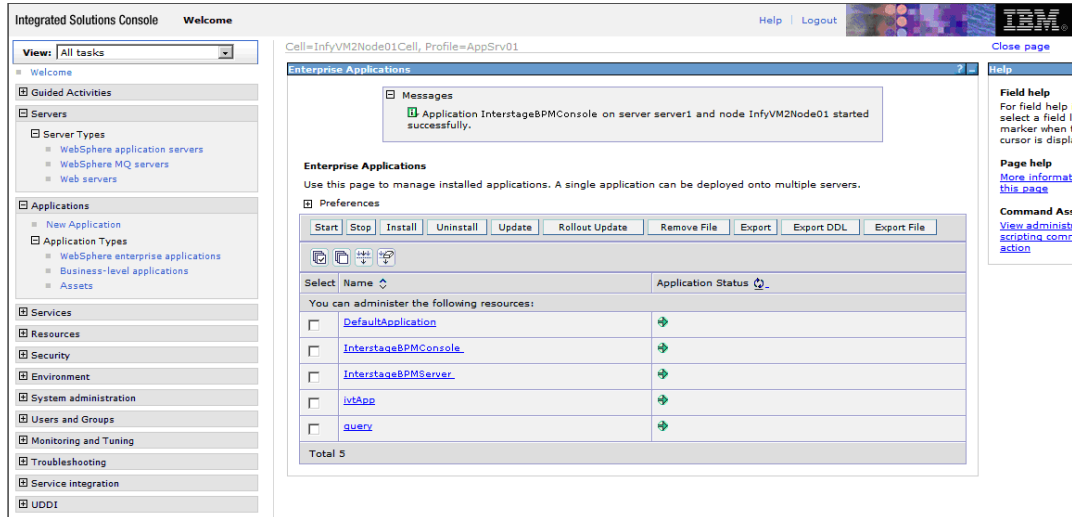 Integrated Solutions Console Welcome
Help | Logout
IBM.
View: All tasks
Welcome
Guided Activities
Servers
Server Types
WebSphere application servers
WebSphere MQ servers
Web servers
Applications
New Application
Application Types
WebSphere enterprise applications
Business-level applications
Assets
Services
Resources
Security
Environment
System administration
Users and Groups
Monitoring and Tuning
Troubleshooting
Service integration
UDDI
Cell=InfyVM2Node01Cell, Profile=AppSrv01
Close page
Enterprise Applications ?
Messages
Application InterstageBPMConsole on server server1 and node InfyVM2Node01 started
successfully.
Enterprise Applications
Use this page to manage installed applications. A single application can be deployed onto multiple servers.
Preferences
Start Stop Install Uninstall Update Rollout Update Remove File Export Export DDL Export File
Select Name Application Status
You can administer the following resources:
DefaultApplication
InterstageBPMConsole
InterstageBPMServer
ivtApp
query
Total 5
Help
Field help
For field help
select a field
marker when
cursor is
Page help
More
this page
Command
View
scripting
action